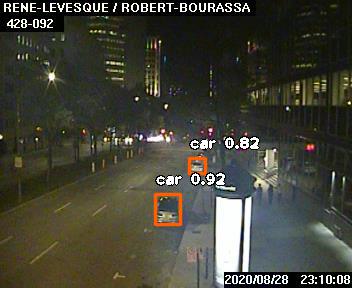 RENE-LEVESQUE / ROBERT-BOURASSA
428-092
car 0.82
car 0.92
2020/08/28 23:10:08